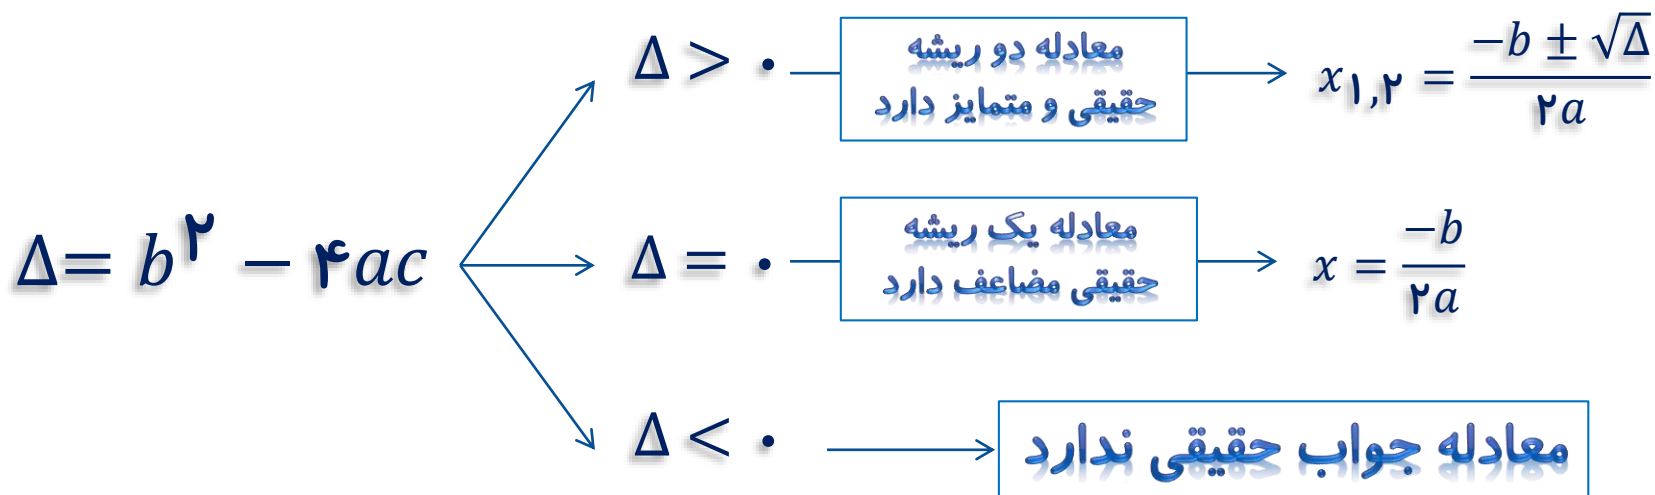 Δ= b^۲ − ۴ac
Δ > ۰
معادله دو ریشه
حقیقی و متمایز دارد
x۱,۲ = (−b ± √Δ) / ۲a
Δ = ۰
معادله یک ریشه
حقیقی مضاعف دارد
x = −b / ۲a
Δ < ۰
معادله جواب حقیقی ندارد